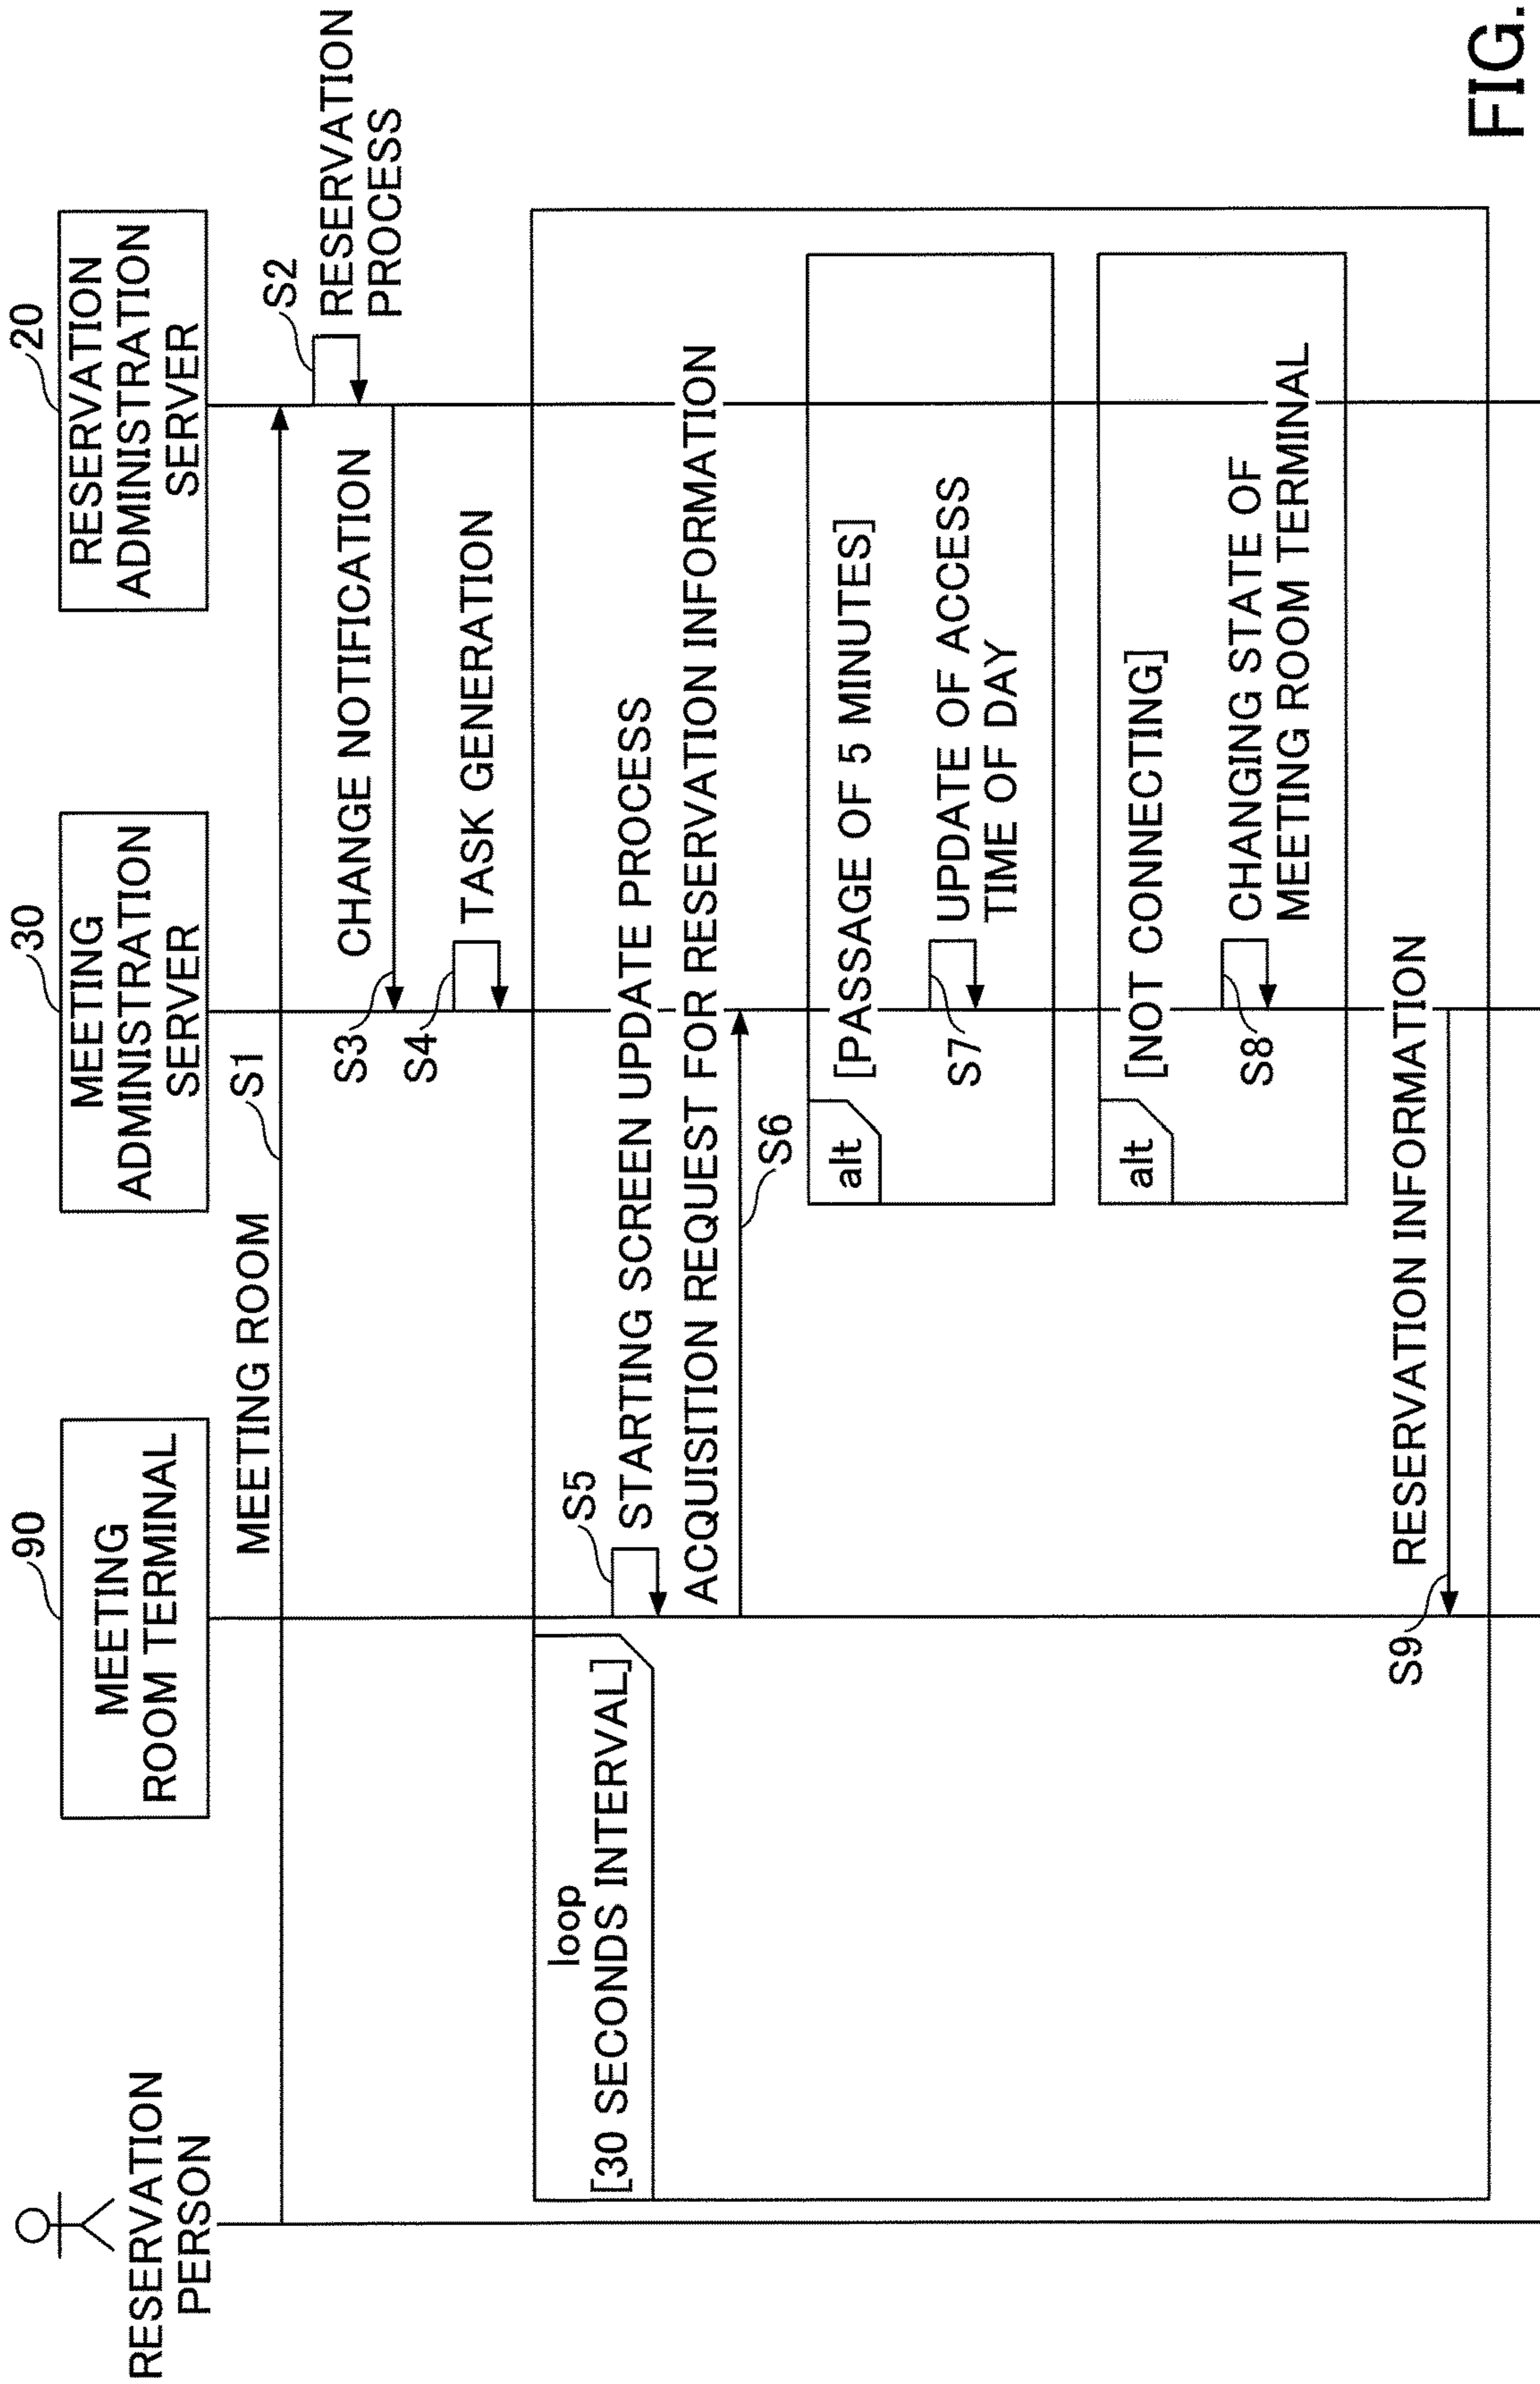 RESERVATION
PERSON
90
MEETING
ROOM TERMINAL
30
MEETING
ADMINISTRATION
SERVER
20
RESERVATION
ADMINISTRATION
SERVER
MEETING ROOM
S1
S2
RESERVATION
PROCESS
CHANGE NOTIFICATION
S3
S4
TASK GENERATION
loop
[30 SECONDS INTERVAL]
S5
STARTING SCREEN UPDATE PROCESS
ACQUISITION REQUEST FOR RESERVATION INFORMATION
S6
alt
[PASSAGE OF 5 MINUTES]
S7
UPDATE OF ACCESS
TIME OF DAY
alt
[NOT CONNECTING]
S8
CHANGING STATE OF
MEETING ROOM TERMINAL
RESERVATION INFORMATION
S9
FIG.